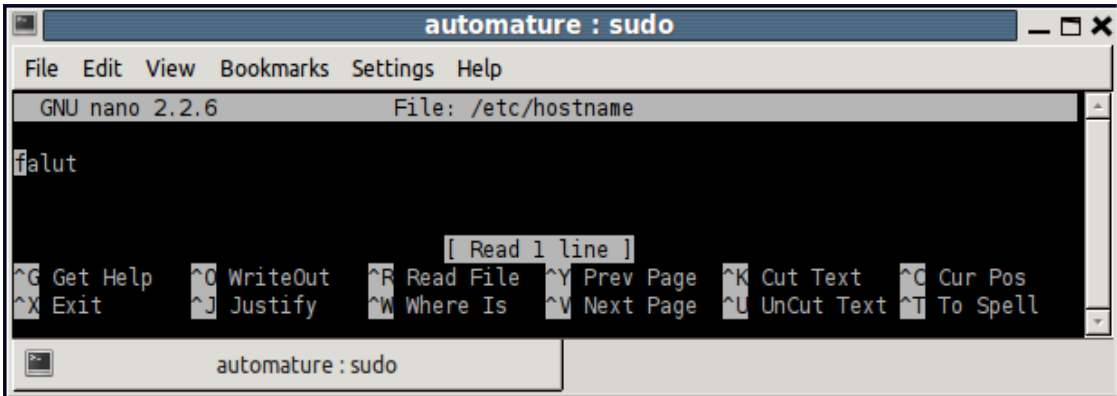 automature : sudo
File Edit View Bookmarks Settings Help
GNU nano 2.2.6 File: /etc/hostname
falut
[ Read 1 line ]
^G Get Help ^O WriteOut ^R Read File ^Y Prev Page ^K Cut Text ^C Cur Pos
^X Exit ^J Justify ^W Where Is ^V Next Page ^U UnCut Text ^T To Spell
automature : sudo